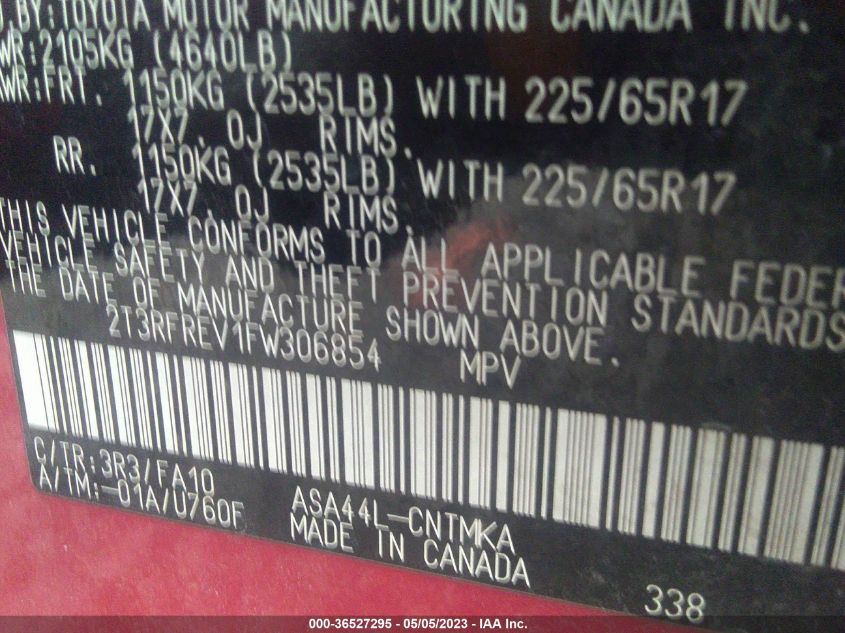 BY:TOYOTA MOTOR MANUFACTURING CANADA INC.
WR:2105KG (4640LB)
AWR:FRT. 1150KG (2535LB) WITH 225/65R17
17X7.0J RIMS.
RR. 1150KG (2535LB) WITH 225/65R17
17X7.0J RIMS.
THIS VEHICLE CONFORMS TO ALL APPLICABLE FEDER
VEHICLE SAFETY AND THEFT PREVENTION STANDARDS
THE DATE OF MANUFACTURE SHOWN ABOVE.
2T3RFREV1FW306854 MPV
C/TR:3R3/FA10
A/TM:-01A/U760F
ASA44L-CNTMKA
MADE IN CANADA
338
000-36527295 - 05/05/2023 - IAA Inc.